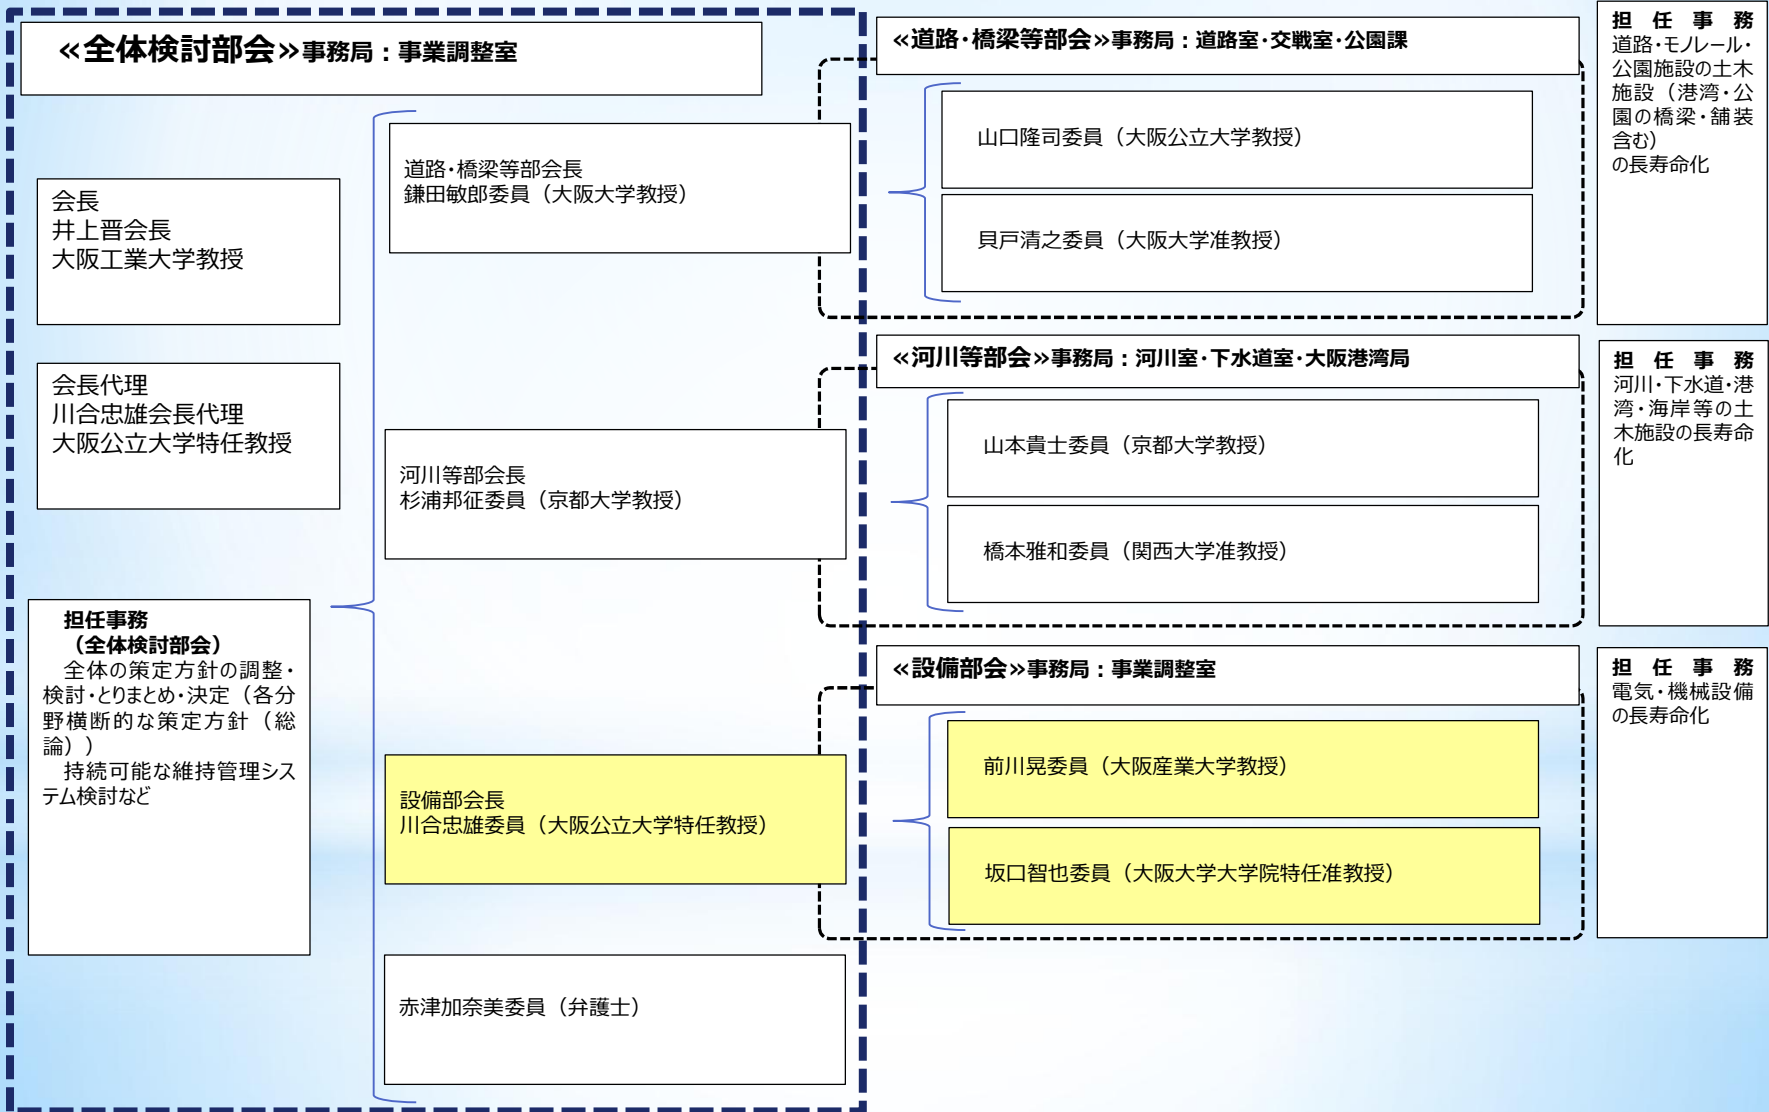 ≪全体検討部会≫事務局：事業調整室
会長
井上晋会長
大阪工業大学教授
会長代理
川合忠雄会長代理
大阪公立大学特任教授
担任事務
（全体検討部会）
全体の策定方針の調整・
検討・とりまとめ・決定（各分
野横断的な策定方針（総
論））
持続可能な維持管理シス
テム検討など
道路・橋梁等部会長
鎌田敏郎委員（大阪大学教授）
河川等部会長
杉浦邦征委員（京都大学教授）
設備部会長
川合忠雄委員（大阪公立大学特任教授）
赤津加奈美委員（弁護士）
≪道路・橋梁等部会≫事務局：道路室・交戦室・公園課
山口隆司委員（大阪公立大学教授）
貝戸清之委員（大阪大学准教授）
担任事務
道路・モノレール・
公園施設の土木
施設（港湾・公
園の橋梁・舗装
含む）
の長寿命化
≪河川等部会≫事務局：河川室・下水道室・大阪港湾局
山本貴士委員（京都大学教授）
橋本雅和委員（関西大学准教授）
担任事務
河川・下水道・港
湾・海岸等の土
木施設の長寿命
化
≪設備部会≫事務局：事業調整室
前川晃委員（大阪産業大学教授）
坂口智也委員（大阪大学大学院特任准教授）
担任事務
電気・機械設備
の長寿命化